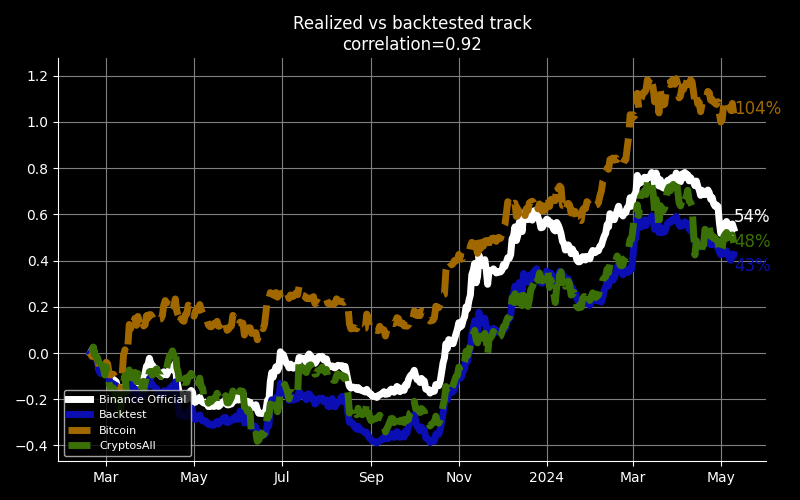 Realized vs backtested track
correlation=0.92
1.2
1.0
0.8
0.6
0.4
0.2
0.0
−0.2
−0.4
104%
54%
48%
43%
Binance Official
Backtest
Bitcoin
CryptosAll
Mar
May
Jul
Sep
Nov
2024
Mar
May